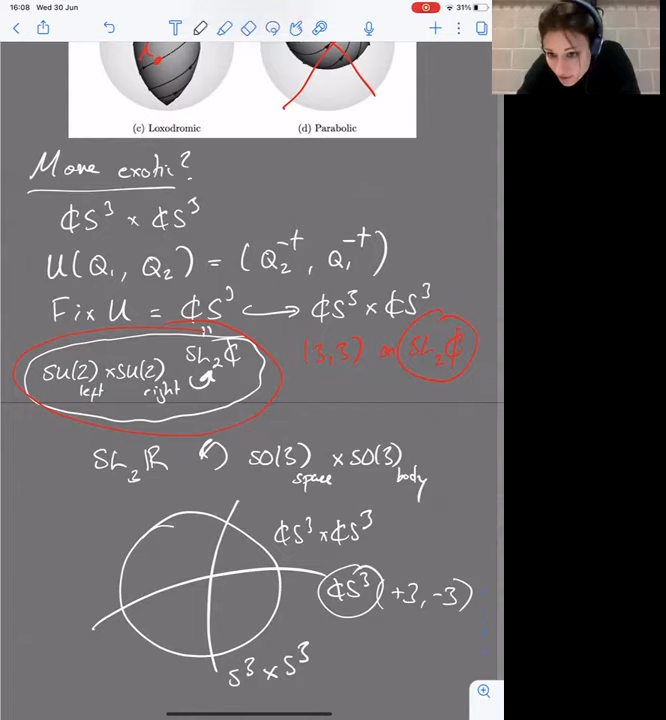 16:08 Wed 30 Jun
31%
(c) Loxodromic
(d) Parabolic
More exotic?
ℂS³ × ℂS³
U(Q₁, Q₂) = (Q₂⁻†, Q₁⁻†)
Fix U = ℂS³ ↪ ℂS³ × ℂS³
SL₂ℂ
SU(2) × SU(2)
left right
(3,3) on SL₂ℂ
SO(3) × SO(3)
space body
ℂS³ × ℂS³
ℂS³ (+3, -3)
S³ × S³